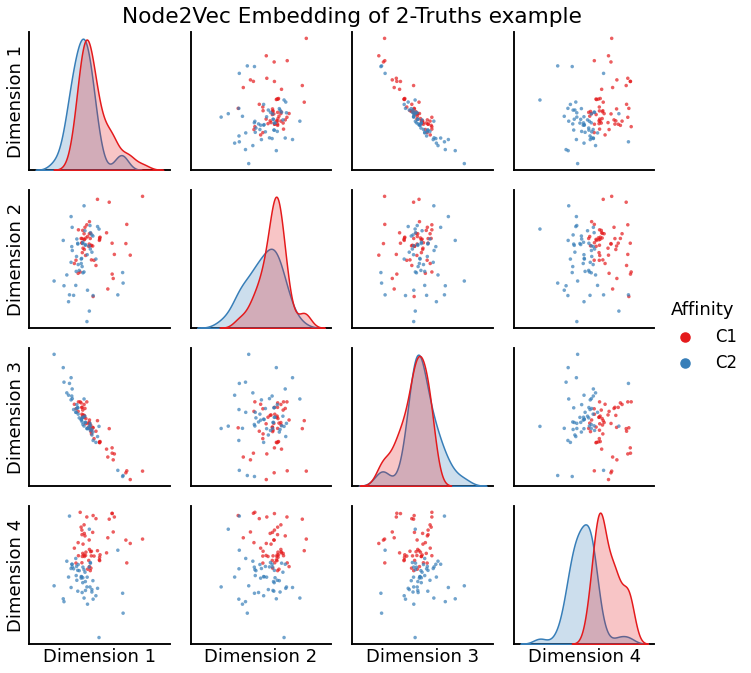 Node2Vec Embedding of 2-Truths example
Dimension 1
Dimension 2
Dimension 3
Dimension 4
Affinity
C1
C2
Dimension 1
Dimension 2
Dimension 3
Dimension 4